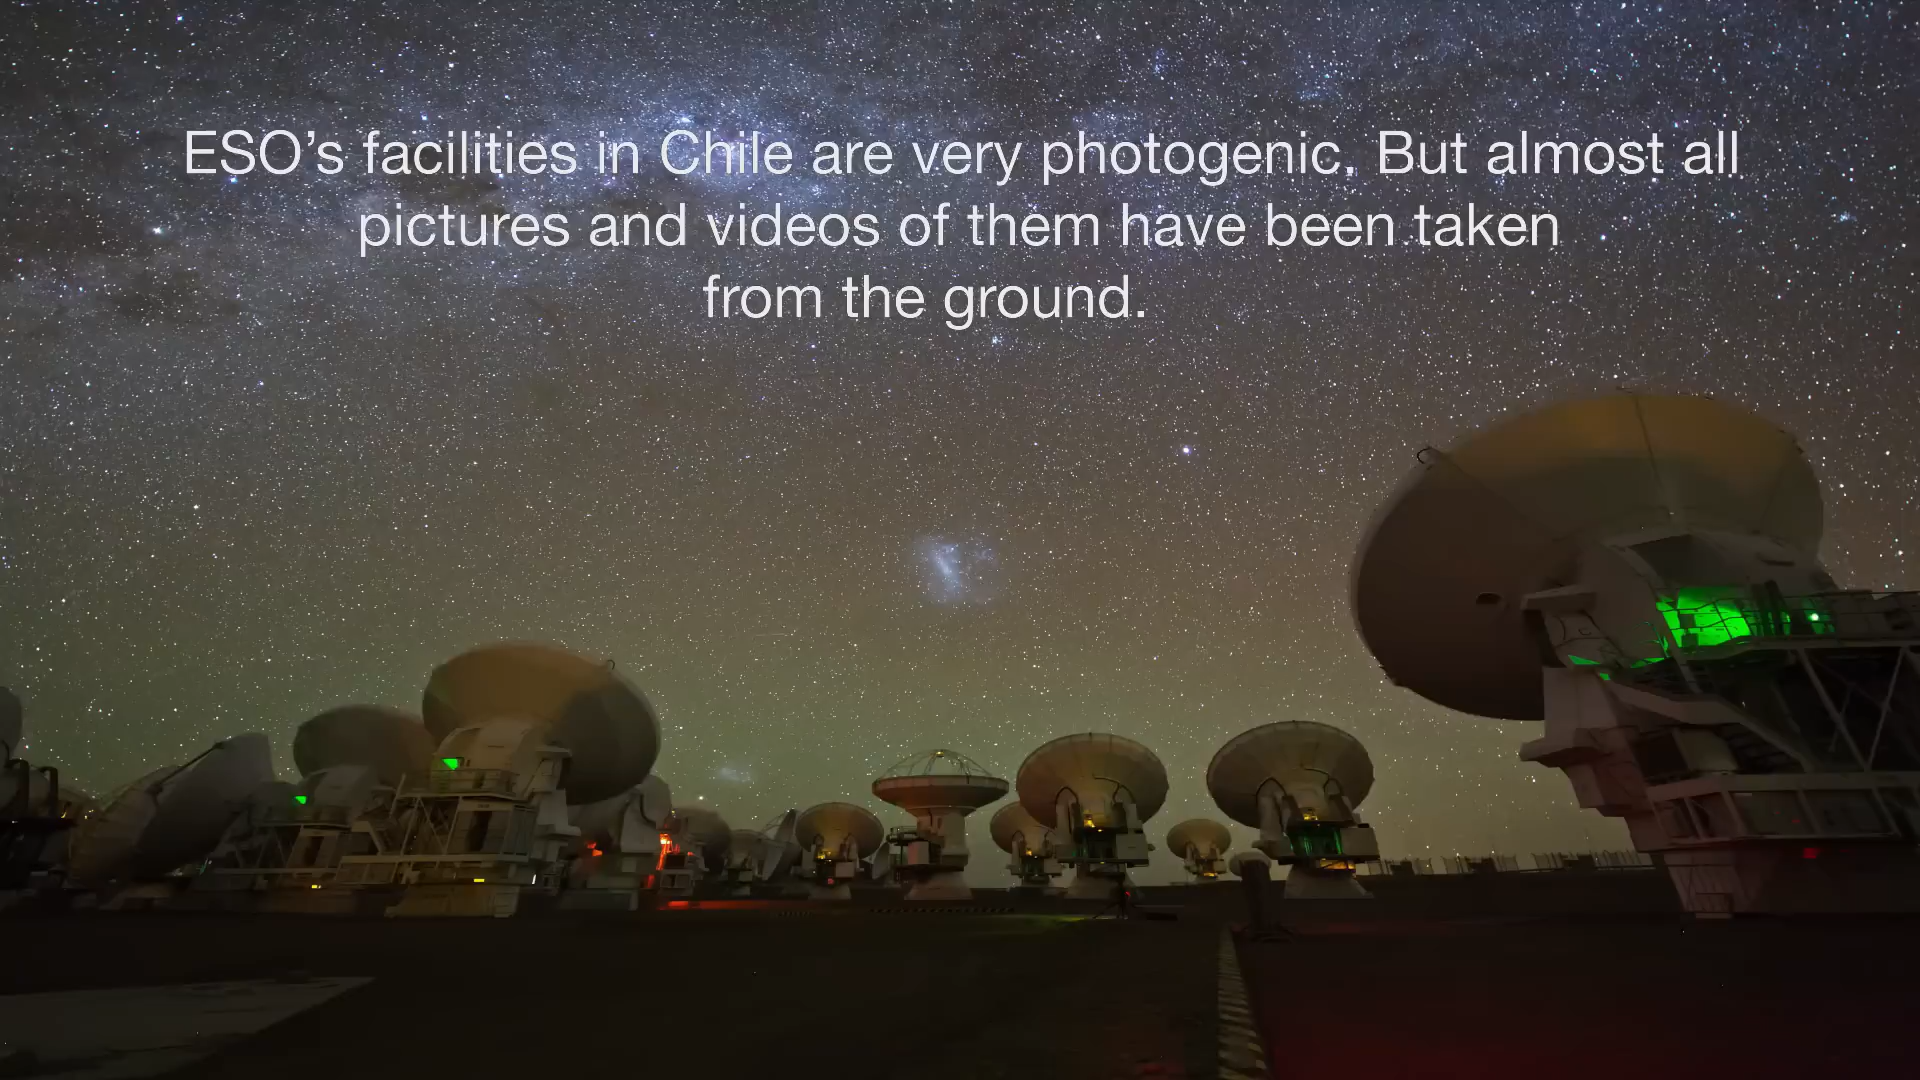 ESO’s facilities in Chile are very photogenic. But almost all
pictures and videos of them have been taken
from the ground.